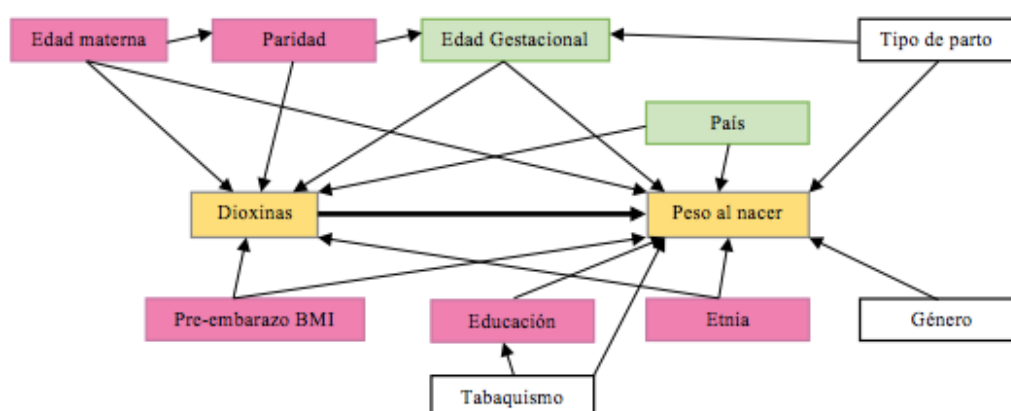 Edad materna
Paridad
Edad Gestacional
Tipo de parto
País
Dioxinas
Peso al nacer
Pre-embarazo BMI
Educación
Etnia
Género
Tabaquismo